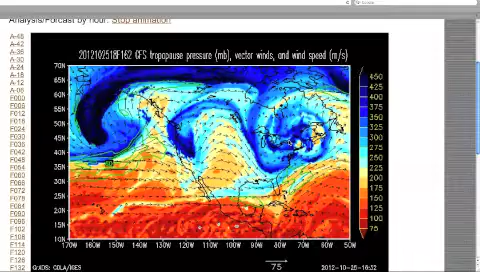 Analysis/Forcast by hour: Stop animation
A-48
A-42
A-36
A-30
A-24
A-18
A-12
A-06
F000
F006
F012
F018
F024
F030
F036
F042
F048
F054
F060
F066
F072
F078
F084
F090
F096
F102
F108
F114
F120
F126
F132
2012102518F162 CFS tropopause pressure (mb), vector winds, and wind speed (m/s)
70N
65N
60N
55N
50N
45N
40N
35N
30N
25N
20N
15N
10N
170W 160W 150W 140W 130W 120W 110W 100W 90W 80W 70W 60W 50W
450
425
400
375
350
325
300
275
250
225
200
175
150
125
100
75
75
GrADS: COLA/IGES
2012-10-25-18:32